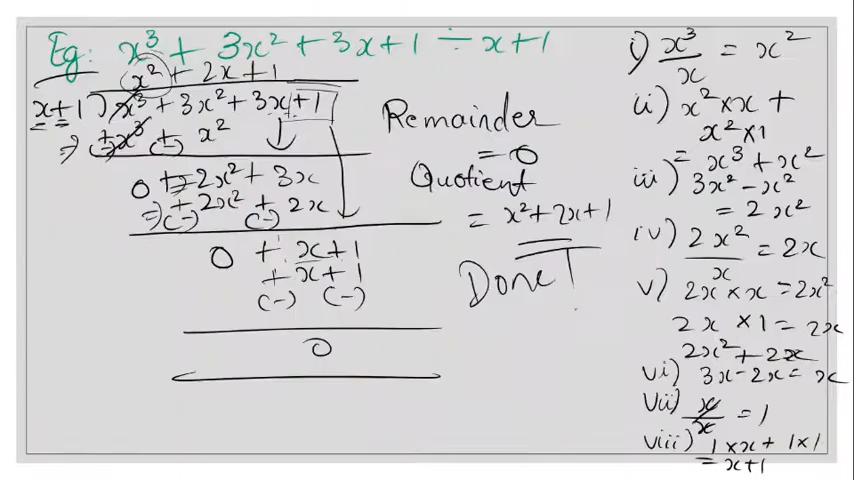 Eg: x³ + 3x² + 3x + 1 ÷ x + 1
x² + 2x + 1
x + 1 ) x³ + 3x² + 3x + 1
⇒ +x³ + x²
(-) (-)
0 + 2x² + 3x
⇒ + 2x² + 2x
(-) (-)
0 + x + 1
+ x + 1
(-) (-)
0
Remainder
= 0
Quotient
= x² + 2x + 1
Done!
i) x³/x = x²
ii) x² × x +
x² × 1
= x³ + x²
iii) 3x² - x²
= 2x²
iv) 2x²/x = 2x
v) 2x × x = 2x²
2x × 1 = 2x
2x² + 2x
vi) 3x - 2x = x
vii) x/x = 1
viii) 1 × x + 1 × 1
= x + 1